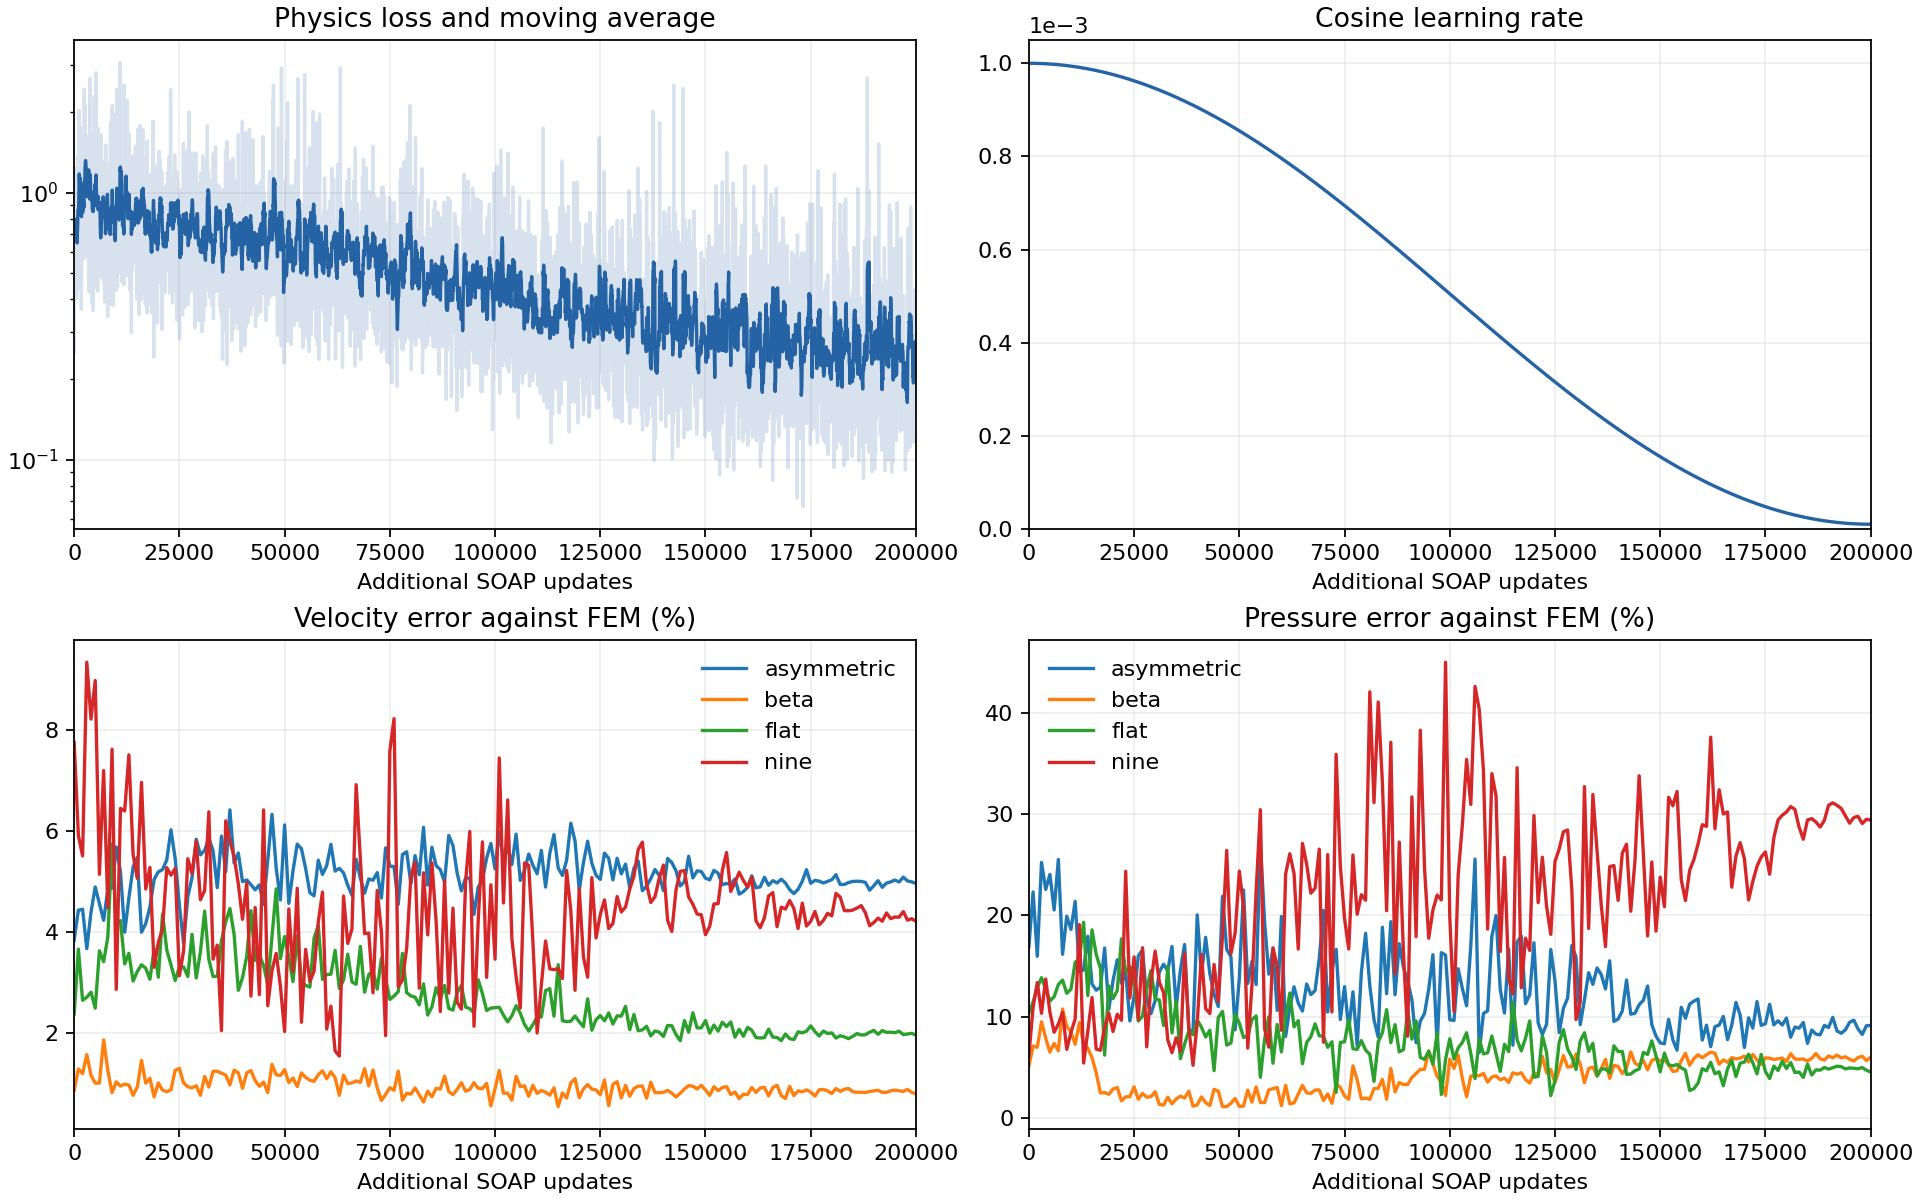 Physics loss and moving average
10⁰
10⁻¹
0 25000 50000 75000 100000 125000 150000 175000 200000
Additional SOAP updates
Cosine learning rate
1e−3
1.0
0.8
0.6
0.4
0.2
0.0
0 25000 50000 75000 100000 125000 150000 175000 200000
Additional SOAP updates
Velocity error against FEM (%)
asymmetric
beta
flat
nine
8
6
4
2
0 25000 50000 75000 100000 125000 150000 175000 200000
Additional SOAP updates
Pressure error against FEM (%)
asymmetric
beta
flat
nine
40
30
20
10
0
0 25000 50000 75000 100000 125000 150000 175000 200000
Additional SOAP updates